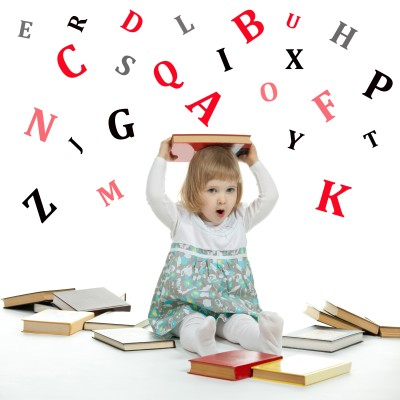 E R D L B U H
C S Q I X P
N J G A O F Y T
Z M K